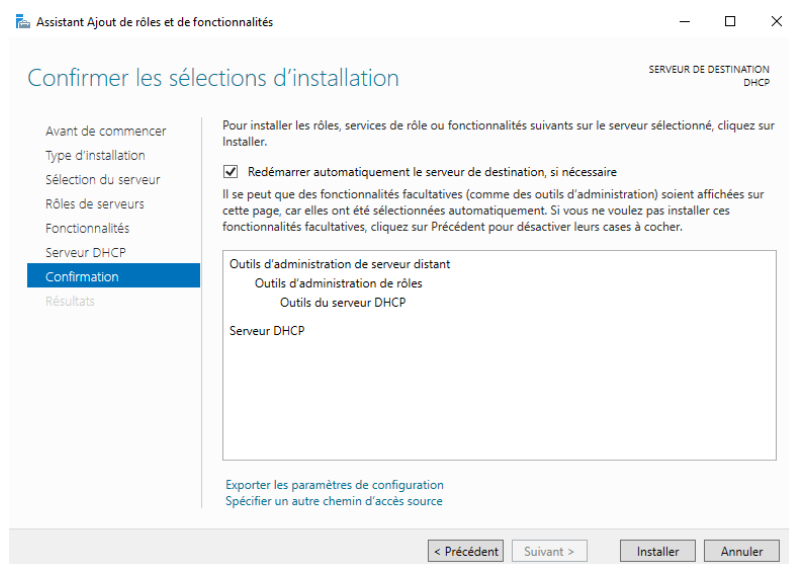 Assistant Ajout de rôles et de fonctionnalités
Confirmer les sélections d'installation
SERVEUR DE DESTINATION
DHCP
Avant de commencer
Type d'installation
Sélection du serveur
Rôles de serveurs
Fonctionnalités
Serveur DHCP
Confirmation
Résultats
Pour installer les rôles, services de rôle ou fonctionnalités suivants sur le serveur sélectionné, cliquez sur
Installer.
Redémarrer automatiquement le serveur de destination, si nécessaire
Il se peut que des fonctionnalités facultatives (comme des outils d'administration) soient affichées sur
cette page, car elles ont été sélectionnées automatiquement. Si vous ne voulez pas installer ces
fonctionnalités facultatives, cliquez sur Précédent pour désactiver leurs cases à cocher.
Outils d'administration de serveur distant
Outils d'administration de rôles
Outils du serveur DHCP
Serveur DHCP
Exporter les paramètres de configuration
Spécifier un autre chemin d'accès source
< Précédent
Suivant >
Installer
Annuler